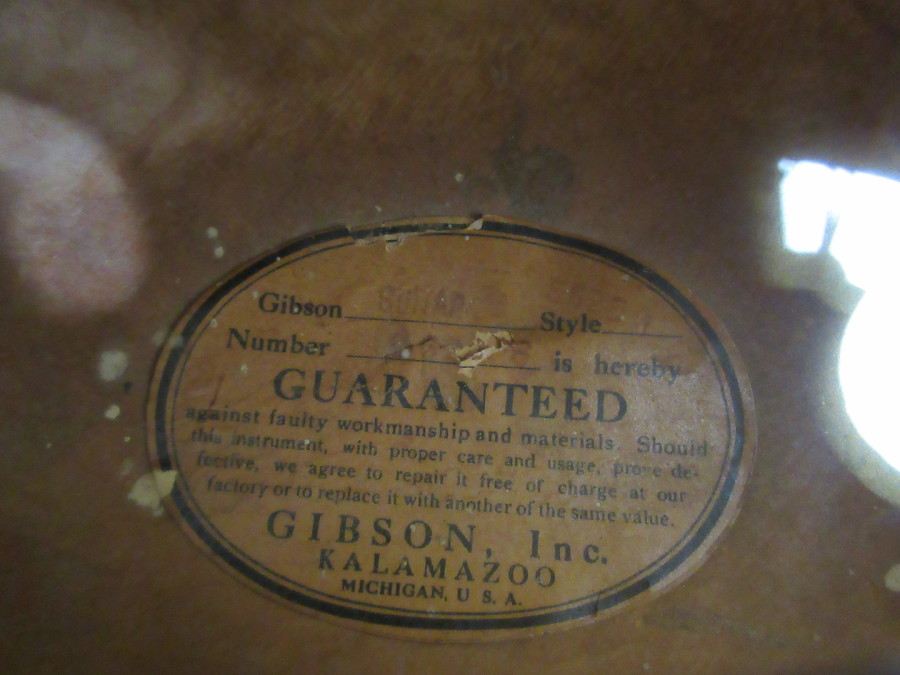 Gibson Style
Number is hereby
GUARANTEED
against faulty workmanship and materials. Should
this instrument, with proper care and usage, prove de-
fective, we agree to repair it free of charge at our
factory or to replace it with another of the same value.
GIBSON, Inc.
KALAMAZOO
MICHIGAN, U. S. A.